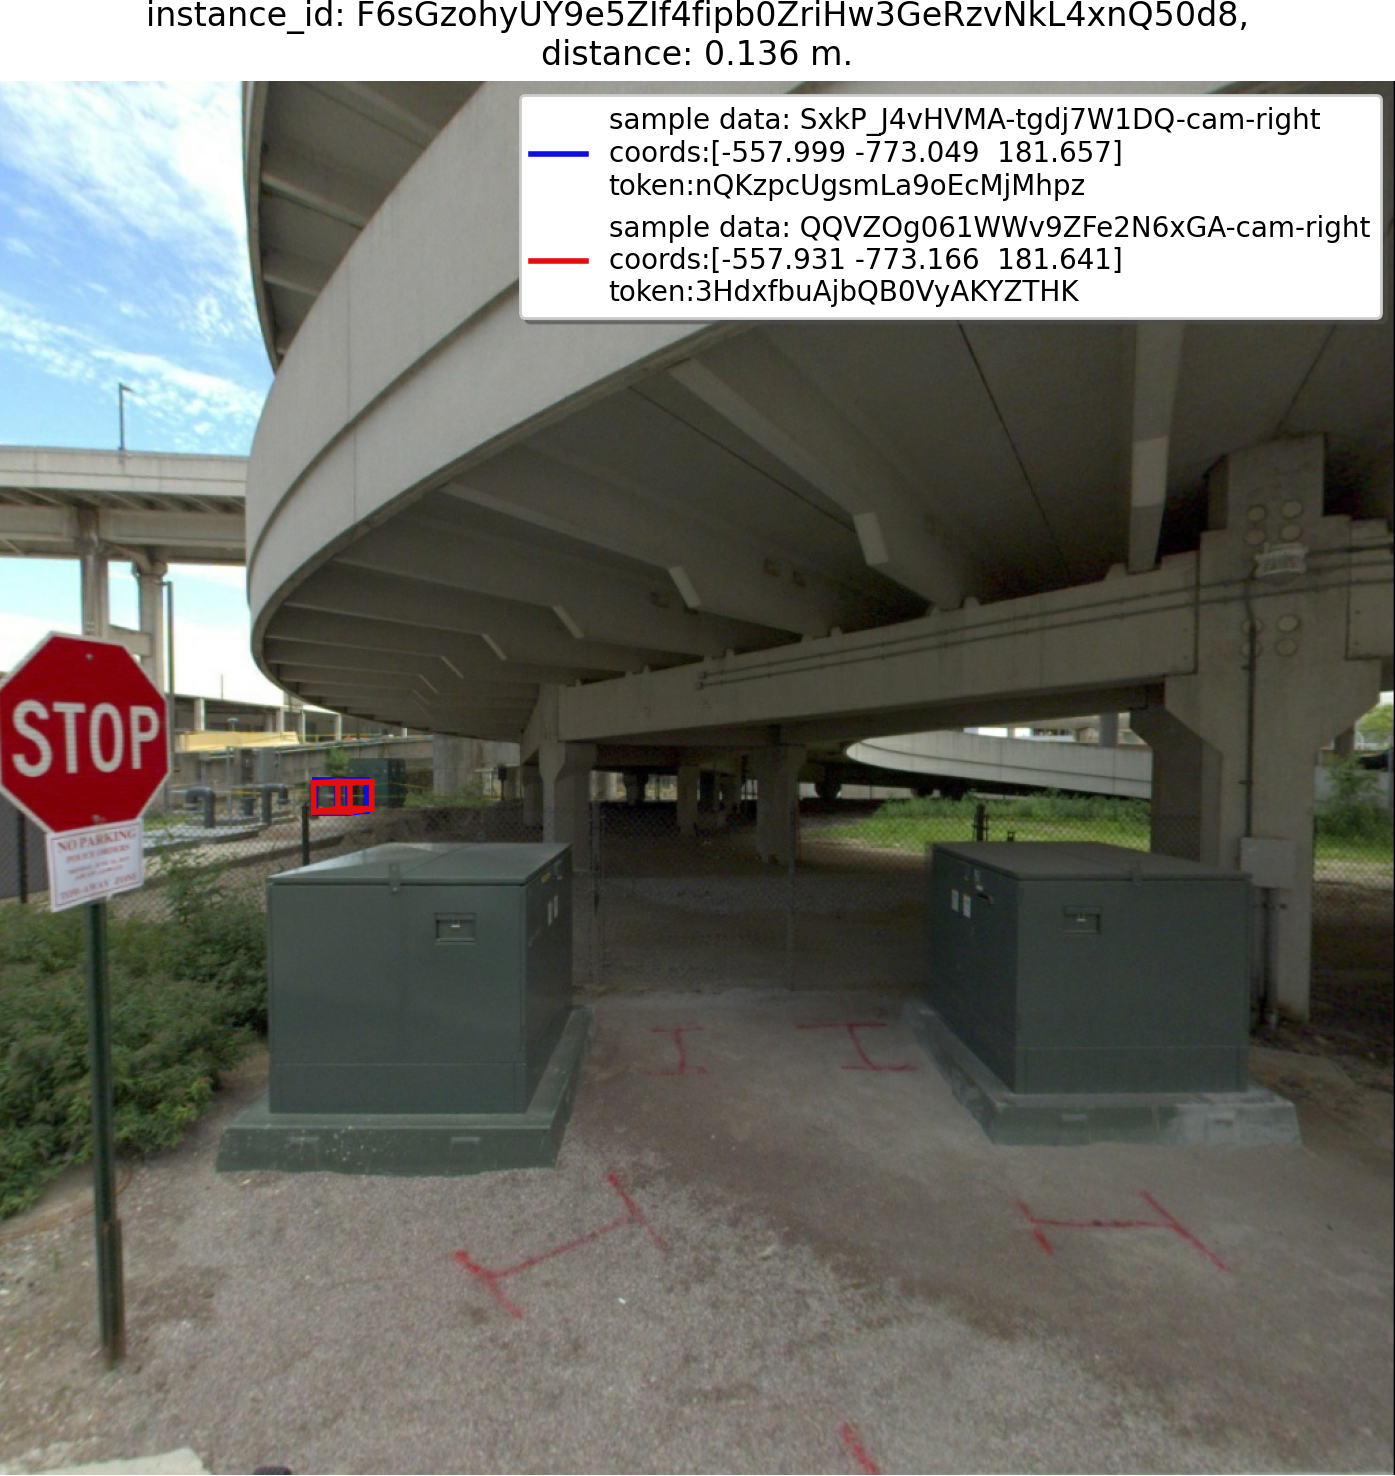 instance_id: F6sGzohyUY9e5ZIf4fipb0ZriHw3GeRzvNkL4xnQ50d8,
distance: 0.136 m.
sample data: SxkP_J4vHVMA-tgdj7W1DQ-cam-right
coords:[-557.999 -773.049  181.657]
token:nQKzpcUgsmLa9oEcMjMhpz
sample data: QQVZOg061WWv9ZFe2N6xGA-cam-right
coords:[-557.931 -773.166  181.641]
token:3HdxfbuAjbQB0VyAKYZTHK
STOP
NO PARKING
POLICE ORDERS
TOW-AWAY ZONE